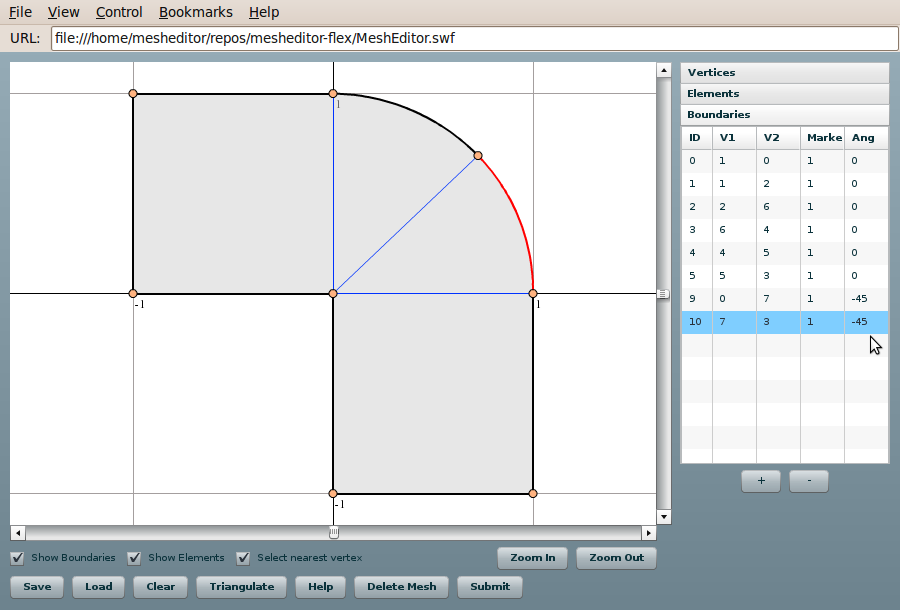 File View Control Bookmarks Help
URL: file:///home/mesheditor/repos/mesheditor-flex/MeshEditor.swf
Vertices
Elements
Boundaries
ID V1 V2 Marke Ang
0 1 0 1 0
1 1 2 1 0
2 2 6 1 0
3 6 4 1 0
4 4 5 1 0
5 5 3 1 0
9 0 7 1 -45
10 7 3 1 -45
1
-1
1
-1
+ -
Show Boundaries Show Elements Select nearest vertex Zoom In Zoom Out
Save Load Clear Triangulate Help Delete Mesh Submit